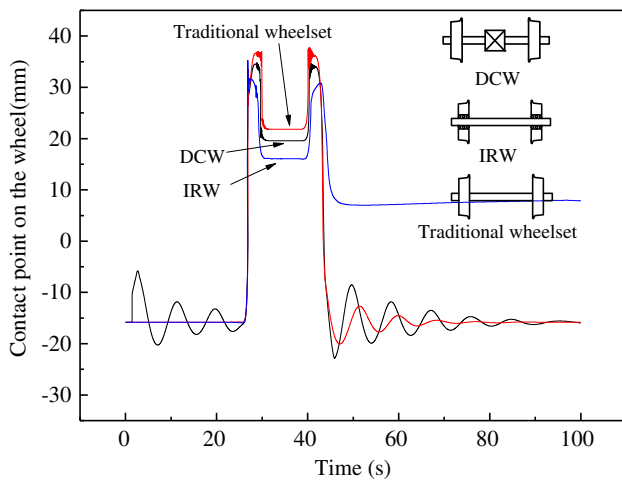 Contact point on the wheel(mm)
40
30
20
10
0
-10
-20
-30
Traditional wheelset
DCW
IRW
DCW
IRW
Traditional wheelset
0
20
40
60
80
100
Time (s)